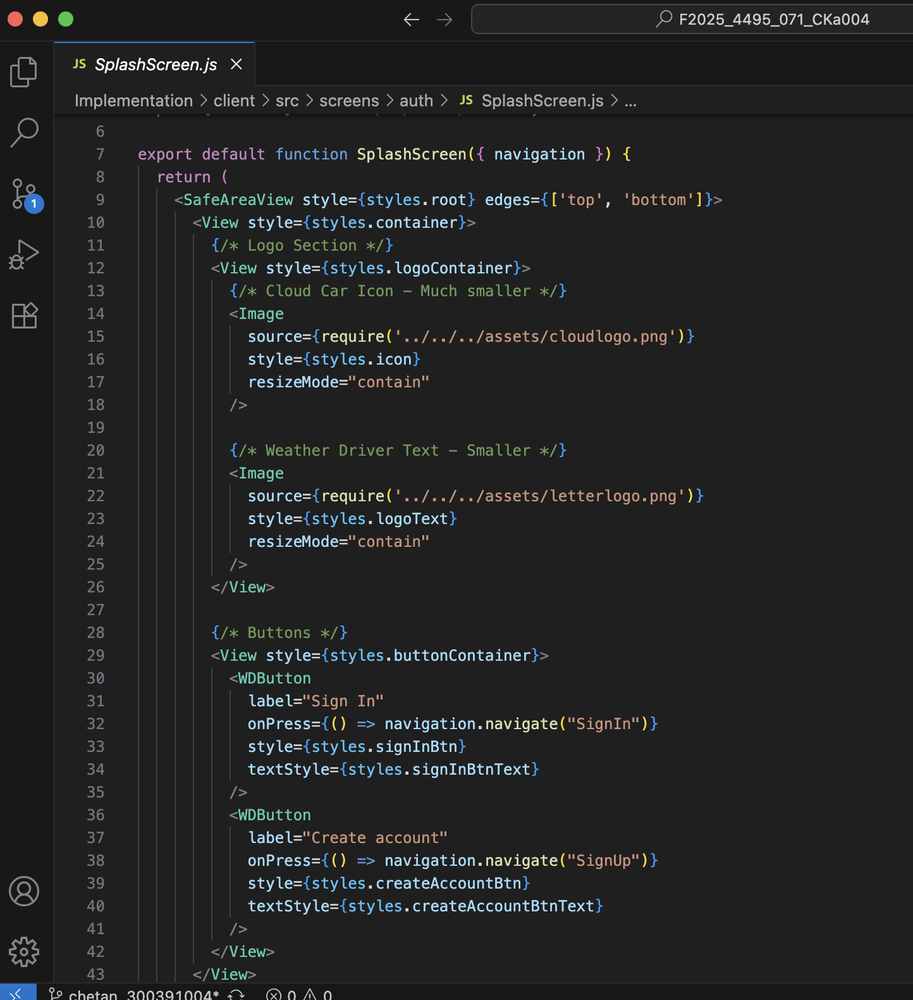 F2025_4495_071_CKa004
JS SplashScreen.js
Implementation > client > src > screens > auth > JS SplashScreen.js > ...
6
7 export default function SplashScreen({ navigation }) {
8 return (
9 <SafeAreaView style={styles.root} edges={['top', 'bottom']}>
10 <View style={styles.container}>
11 {/* Logo Section */}
12 <View style={styles.logoContainer}>
13 {/* Cloud Car Icon - Much smaller */}
14 <Image
15 source={require('../../../assets/cloudlogo.png')}
16 style={styles.icon}
17 resizeMode="contain"
18 />
19
20 {/* Weather Driver Text - Smaller */}
21 <Image
22 source={require('../../../assets/letterlogo.png')}
23 style={styles.logoText}
24 resizeMode="contain"
25 />
26 </View>
27
28 {/* Buttons */}
29 <View style={styles.buttonContainer}>
30 <WDButton
31 label="Sign In"
32 onPress={() => navigation.navigate("SignIn")}
33 style={styles.signInBtn}
34 textStyle={styles.signInBtnText}
35 />
36 <WDButton
37 label="Create account"
38 onPress={() => navigation.navigate("SignUp")}
39 style={styles.createAccountBtn}
40 textStyle={styles.createAccountBtnText}
41 />
42 </View>
43 </View>
1
chetan_300391004* 0 0